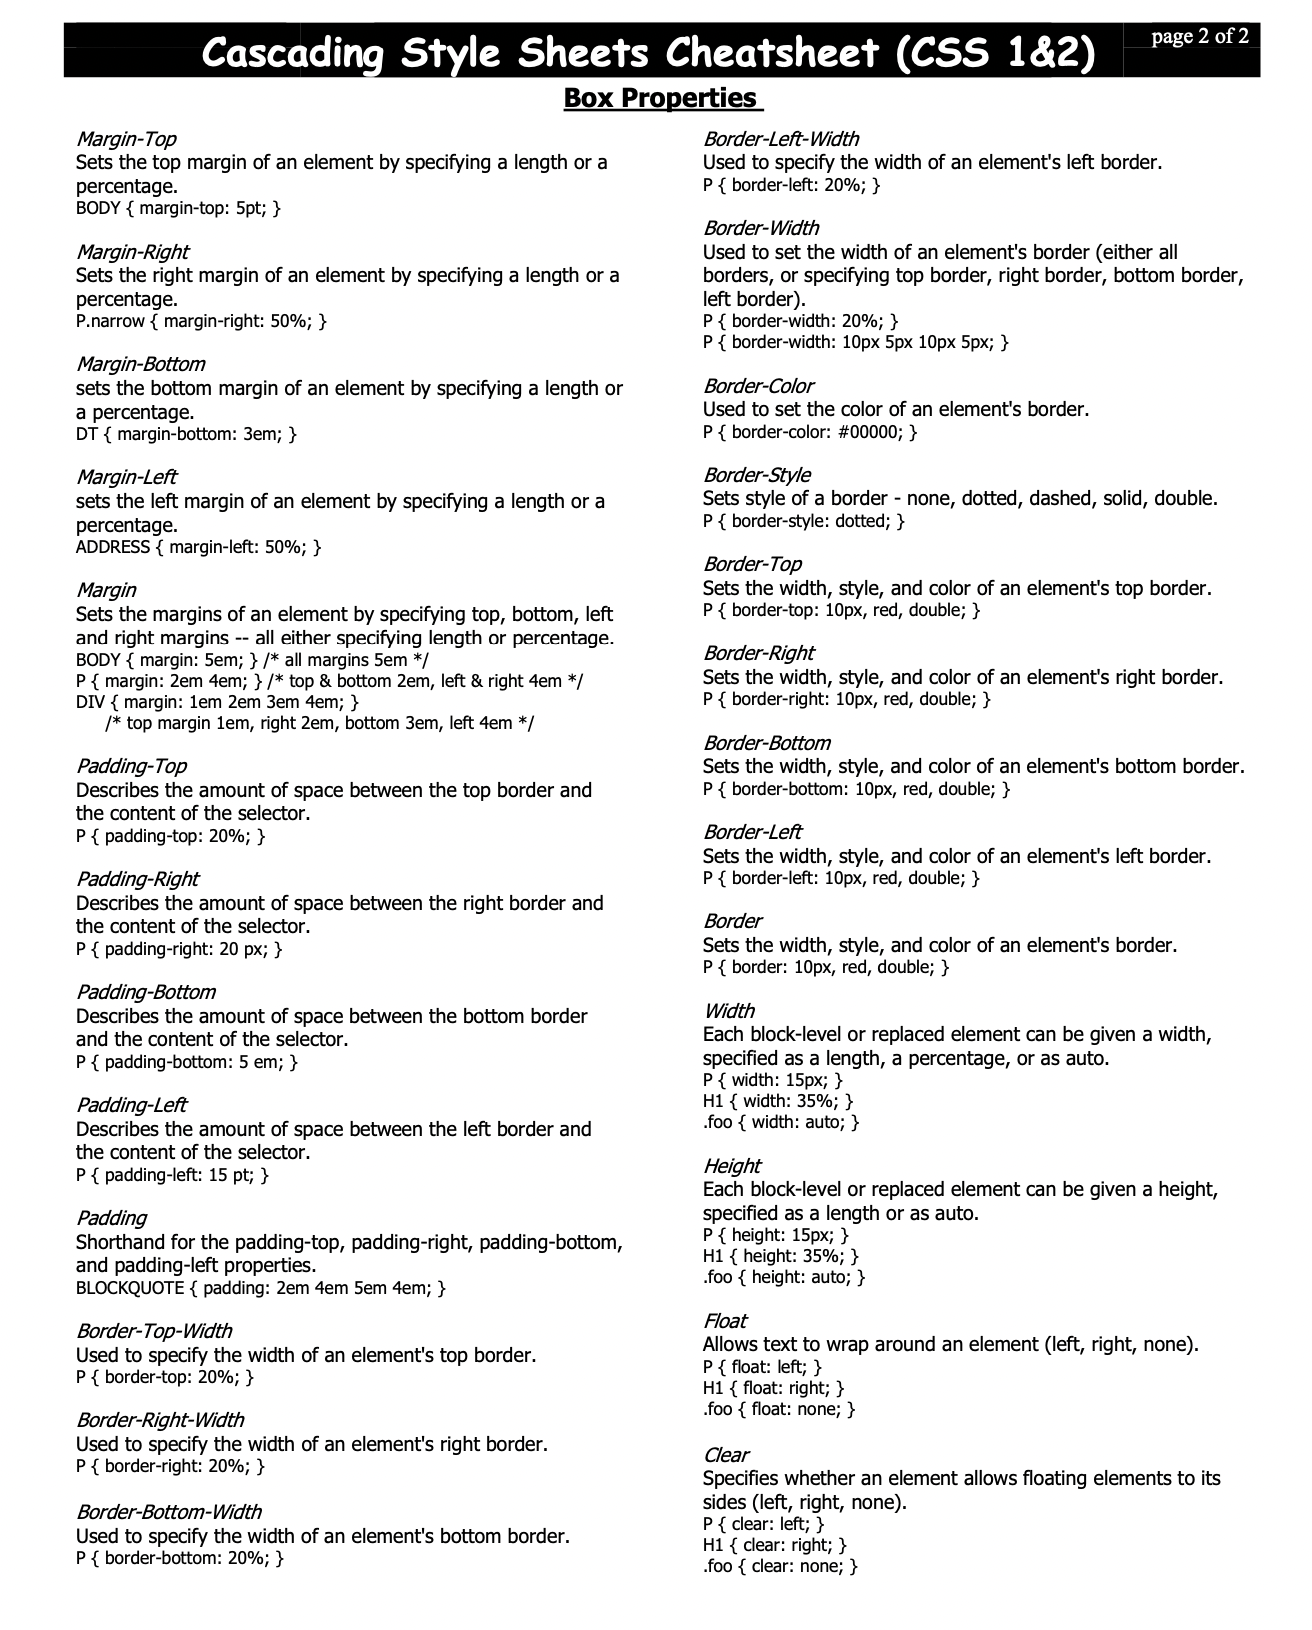 Cascading Style Sheets Cheatsheet (CSS 1&2)
page 2 of 2
Box Properties
Margin-Top
Sets the top margin of an element by specifying a length or a
percentage.
BODY { margin-top: 5pt; }
Margin-Right
Sets the right margin of an element by specifying a length or a
percentage.
P.narrow { margin-right: 50%; }
Margin-Bottom
sets the bottom margin of an element by specifying a length or
a percentage.
DT { margin-bottom: 3em; }
Margin-Left
sets the left margin of an element by specifying a length or a
percentage.
ADDRESS { margin-left: 50%; }
Margin
Sets the margins of an element by specifying top, bottom, left
and right margins -- all either specifying length or percentage.
BODY { margin: 5em; } /* all margins 5em */
P { margin: 2em 4em; } /* top & bottom 2em, left & right 4em */
DIV { margin: 1em 2em 3em 4em; }
/* top margin 1em, right 2em, bottom 3em, left 4em */
Padding-Top
Describes the amount of space between the top border and
the content of the selector.
P { padding-top: 20%; }
Padding-Right
Describes the amount of space between the right border and
the content of the selector.
P { padding-right: 20 px; }
Padding-Bottom
Describes the amount of space between the bottom border
and the content of the selector.
P { padding-bottom: 5 em; }
Padding-Left
Describes the amount of space between the left border and
the content of the selector.
P { padding-left: 15 pt; }
Padding
Shorthand for the padding-top, padding-right, padding-bottom,
and padding-left properties.
BLOCKQUOTE { padding: 2em 4em 5em 4em; }
Border-Top-Width
Used to specify the width of an element's top border.
P { border-top: 20%; }
Border-Right-Width
Used to specify the width of an element's right border.
P { border-right: 20%; }
Border-Bottom-Width
Used to specify the width of an element's bottom border.
P { border-bottom: 20%; }
Border-Left-Width
Used to specify the width of an element's left border.
P { border-left: 20%; }
Border-Width
Used to set the width of an element's border (either all
borders, or specifying top border, right border, bottom border,
left border).
P { border-width: 20%; }
P { border-width: 10px 5px 10px 5px; }
Border-Color
Used to set the color of an element's border.
P { border-color: #00000; }
Border-Style
Sets style of a border - none, dotted, dashed, solid, double.
P { border-style: dotted; }
Border-Top
Sets the width, style, and color of an element's top border.
P { border-top: 10px, red, double; }
Border-Right
Sets the width, style, and color of an element's right border.
P { border-right: 10px, red, double; }
Border-Bottom
Sets the width, style, and color of an element's bottom border.
P { border-bottom: 10px, red, double; }
Border-Left
Sets the width, style, and color of an element's left border.
P { border-left: 10px, red, double; }
Border
Sets the width, style, and color of an element's border.
P { border: 10px, red, double; }
Width
Each block-level or replaced element can be given a width,
specified as a length, a percentage, or as auto.
P { width: 15px; }
H1 { width: 35%; }
.foo { width: auto; }
Height
Each block-level or replaced element can be given a height,
specified as a length or as auto.
P { height: 15px; }
H1 { height: 35%; }
.foo { height: auto; }
Float
Allows text to wrap around an element (left, right, none).
P { float: left; }
H1 { float: right; }
.foo { float: none; }
Clear
Specifies whether an element allows floating elements to its
sides (left, right, none).
P { clear: left; }
H1 { clear: right; }
.foo { clear: none; }